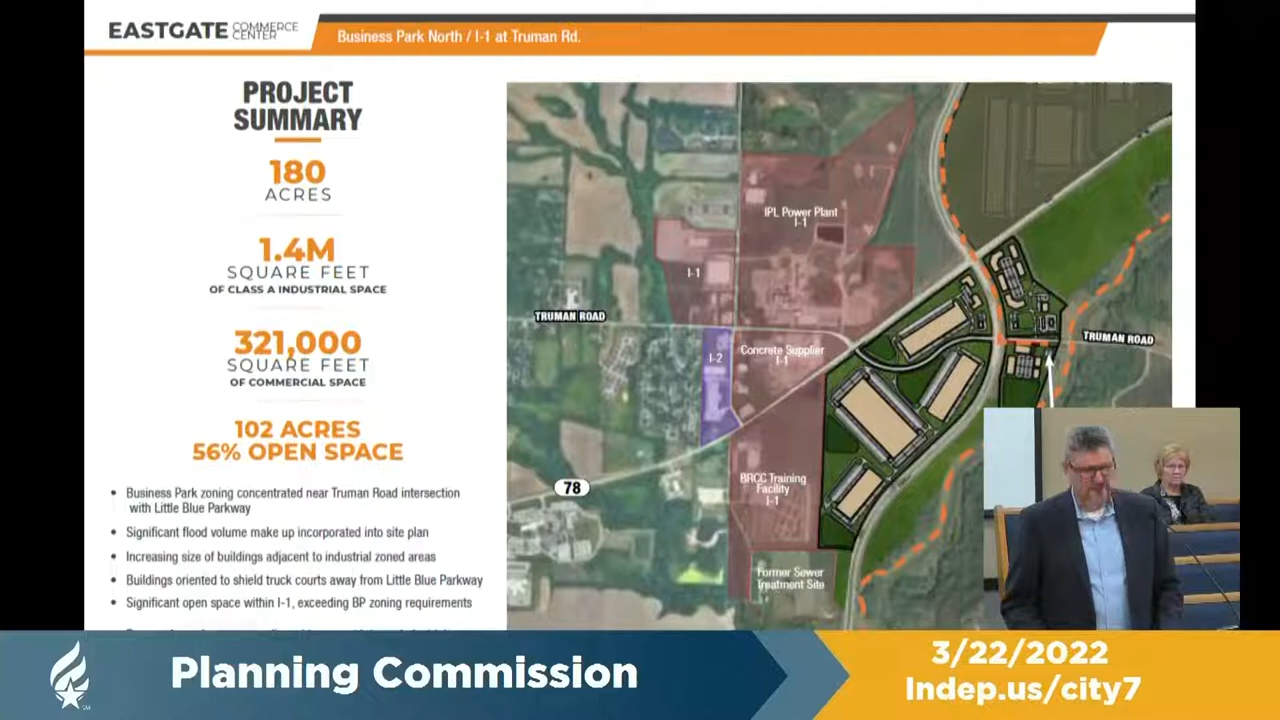 EASTGATE COMMERCE CENTER
Business Park North / I-1 at Truman Rd.
PROJECT
SUMMARY
180
ACRES
1.4M
SQUARE FEET
OF CLASS A INDUSTRIAL SPACE
321,000
SQUARE FEET
OF COMMERCIAL SPACE
102 ACRES
56% OPEN SPACE
• Business Park zoning concentrated near Truman Road intersection
with Little Blue Parkway
• Significant flood volume make up incorporated into site plan
• Increasing size of buildings adjacent to industrial zoned areas
• Buildings oriented to shield truck courts away from Little Blue Parkway
• Significant open space within I-1, exceeding BP zoning requirements
IPL Power Plant
I-1
I-1
TRUMAN ROAD
TRUMAN ROAD
I-2
Concrete Supplier
I-1
78
BRCC Training
Facility
I-1
Former Sewer
Treatment Site
Planning Commission
3/22/2022
Indep.us/city7